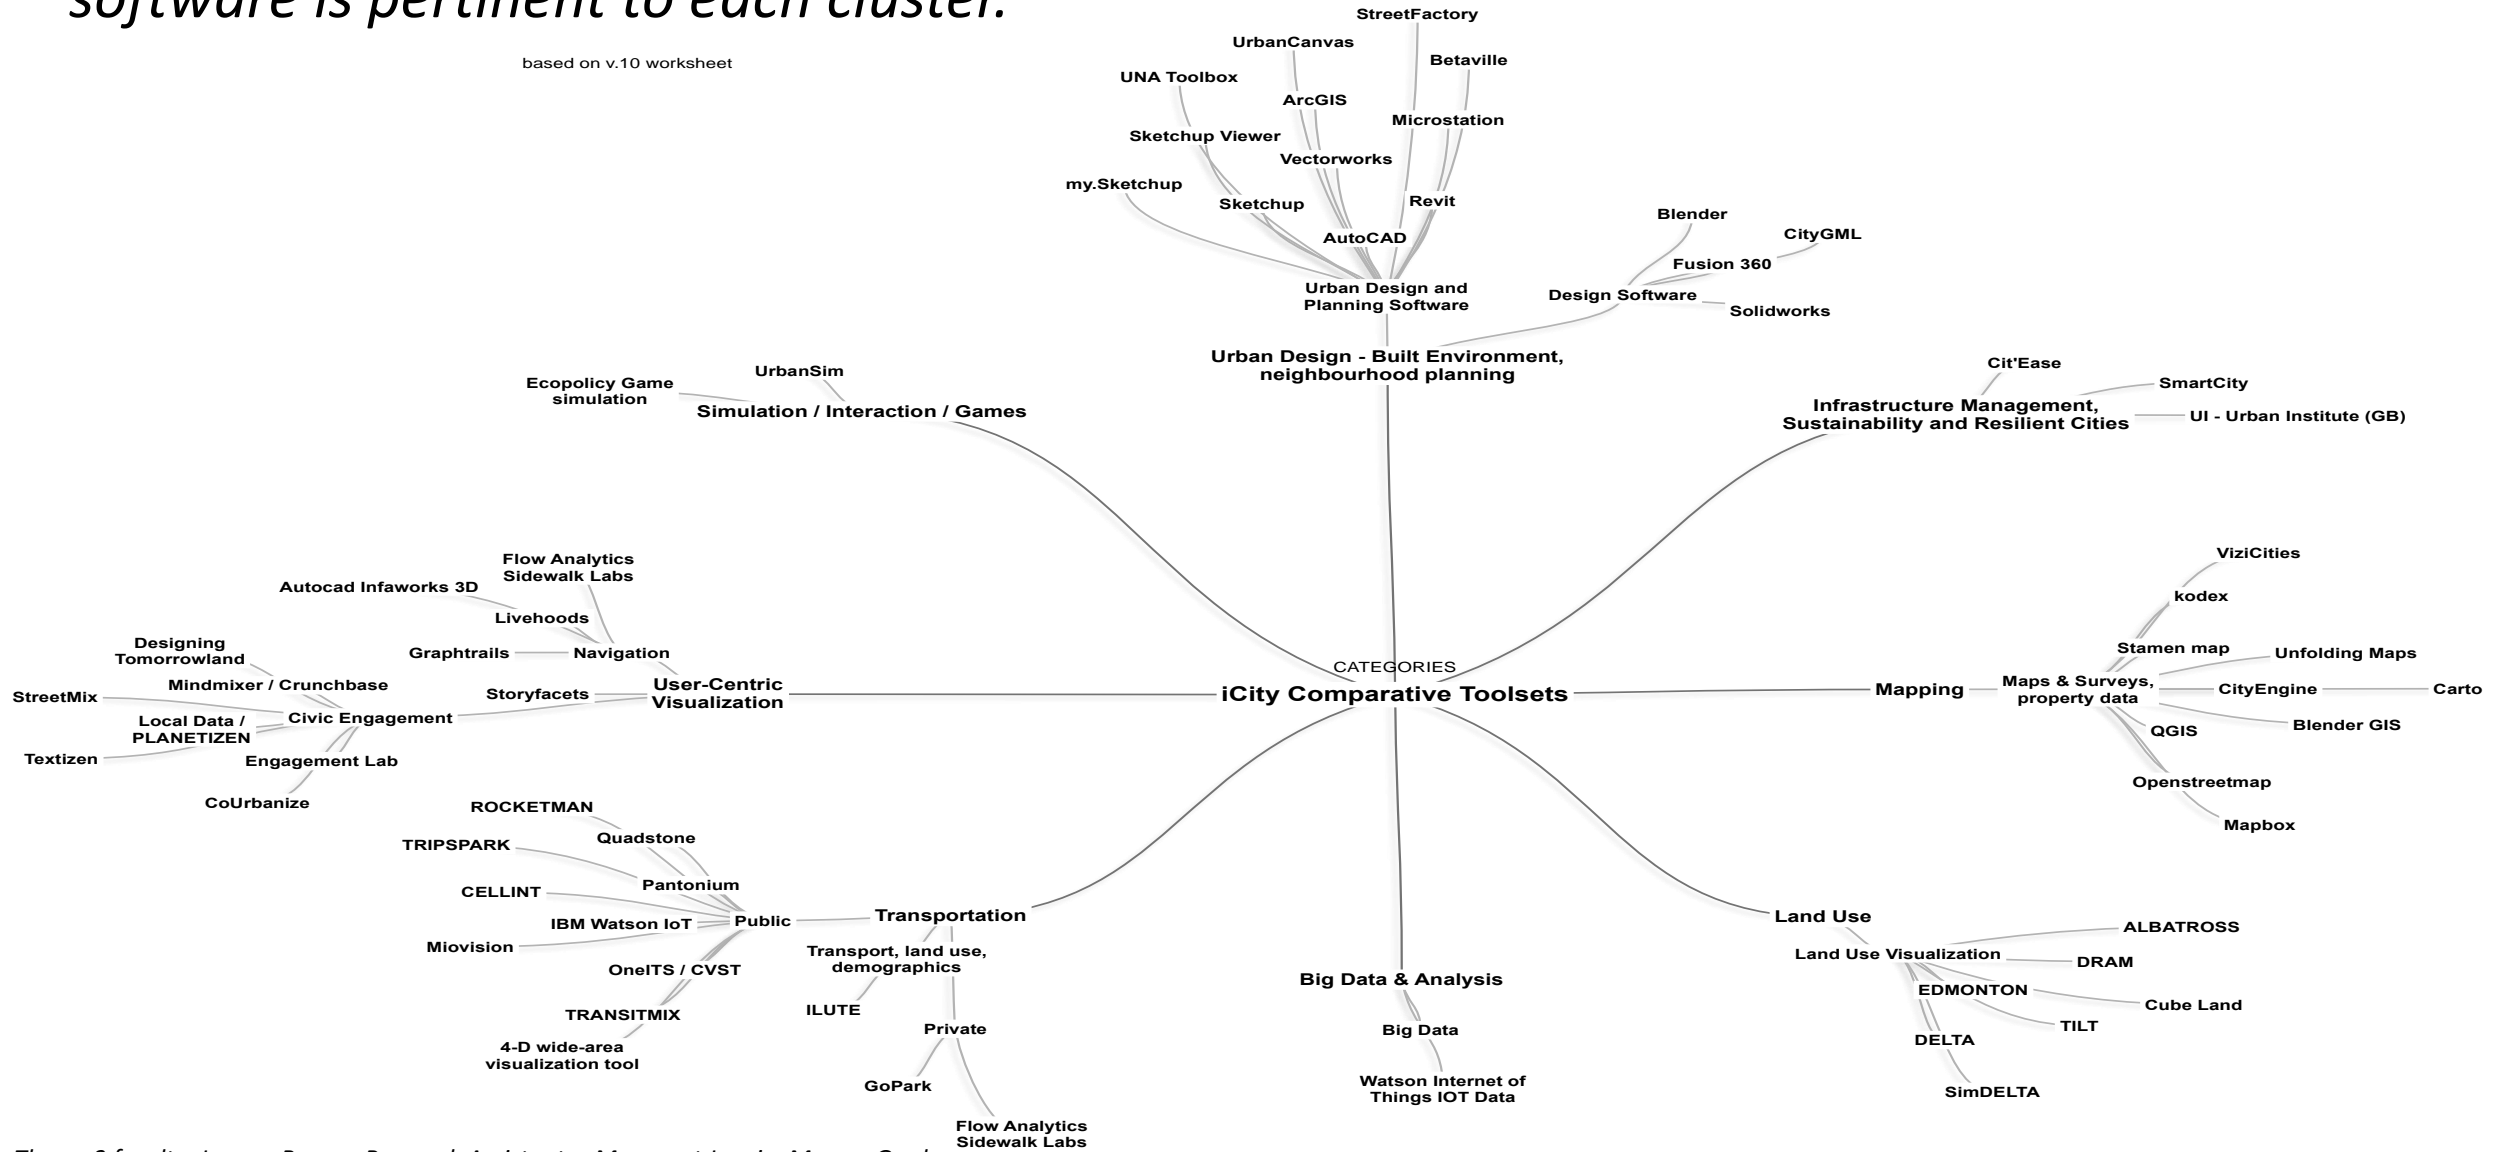 software is pertinent to each cluster.
based on v.10 worksheet
StreetFactory
UrbanCanvas
Betaville
UNA Toolbox
ArcGIS
Microstation
Sketchup Viewer
Vectorworks
my.Sketchup
Sketchup
Revit
AutoCAD
Urban Design and
Planning Software
Blender
CityGML
Fusion 360
Design Software
Solidworks
Urban Design - Built Environment,
neighbourhood planning
UrbanSim
Ecopolicy Game
simulation
Simulation / Interaction / Games
Cit'Ease
SmartCity
Infrastructure Management,
Sustainability and Resilient Cities
UI - Urban Institute (GB)
Flow Analytics
Sidewalk Labs
Autocad Infaworks 3D
Livehoods
Graphtrails
Navigation
Designing
Tomorrowland
Mindmixer / Crunchbase
StreetMix
Storyfacets
User-Centric
Visualization
Local Data /
PLANETIZEN
Civic Engagement
Textizen
Engagement Lab
CoUrbanize
CATEGORIES
iCity Comparative Toolsets
ViziCities
kodex
Stamen map
Unfolding Maps
Mapping
Maps & Surveys,
property data
CityEngine
Carto
QGIS
Blender GIS
Openstreetmap
Mapbox
ROCKETMAN
Quadstone
TRIPSPARK
Pantonium
CELLINT
IBM Watson IoT
Public
Transportation
Miovision
OneITS / CVST
Transport, land use,
demographics
TRANSITMIX
ILUTE
4-D wide-area
visualization tool
Private
GoPark
Flow Analytics
Sidewalk Labs
Big Data & Analysis
Big Data
Watson Internet of
Things IOT Data
Land Use
ALBATROSS
Land Use Visualization
DRAM
EDMONTON
Cube Land
TILT
DELTA
SimDELTA